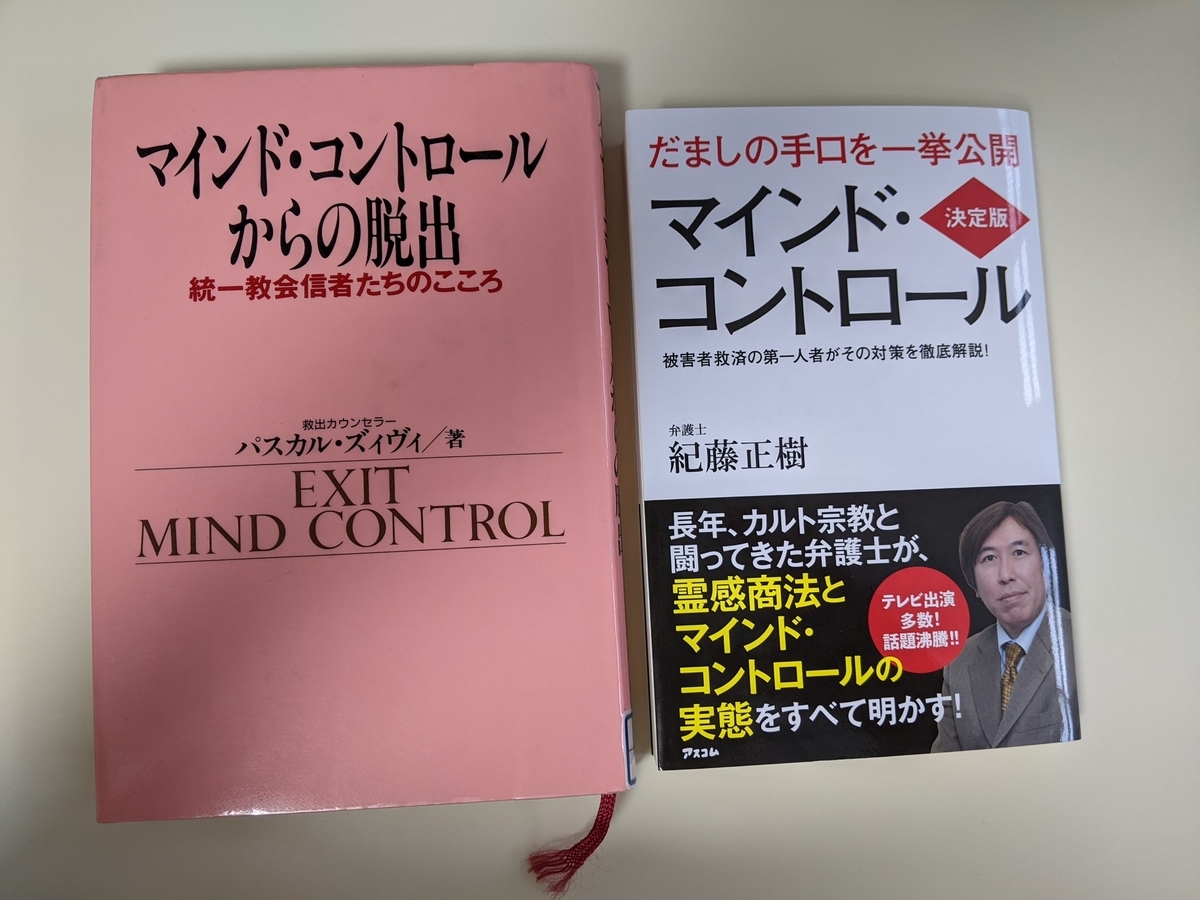 マインド・コントロール
からの脱出
統一教会信者たちのこころ
救出カウンセラー
パスカル・ズィヴィ／著
EXIT
MIND CONTROL
だましの手口を一挙公開
マインド・
決定版
コントロール
被害者救済の第一人者がその対策を徹底解説！
弁護士
紀藤正樹
長年、カルト宗教と
闘ってきた弁護士が、
霊感商法と
マインド・
コントロールの
実態をすべて明かす！
テレビ出演
多数！
話題沸騰!!
アスコム